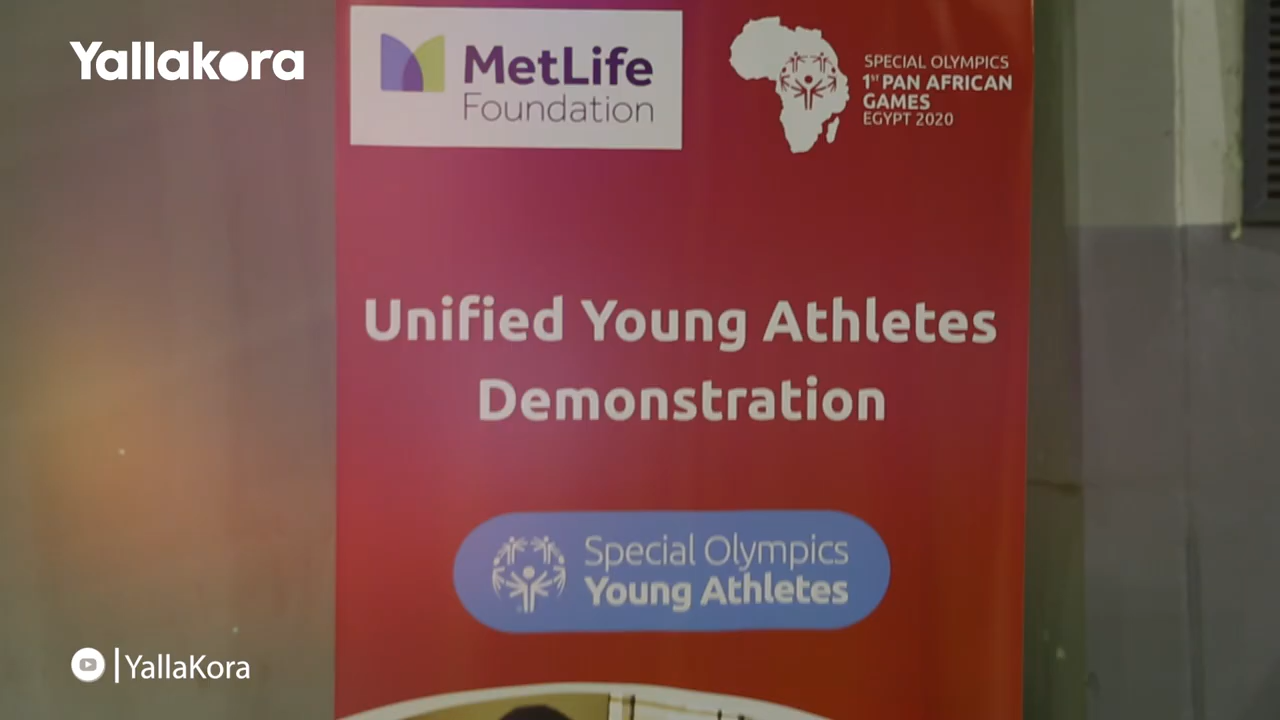 Yallakora
MetLife
Foundation
SPECIAL OLYMPICS
1st PAN AFRICAN
GAMES
EGYPT 2020
Unified Young Athletes
Demonstration
Special Olympics
Young Athletes
YallaKora